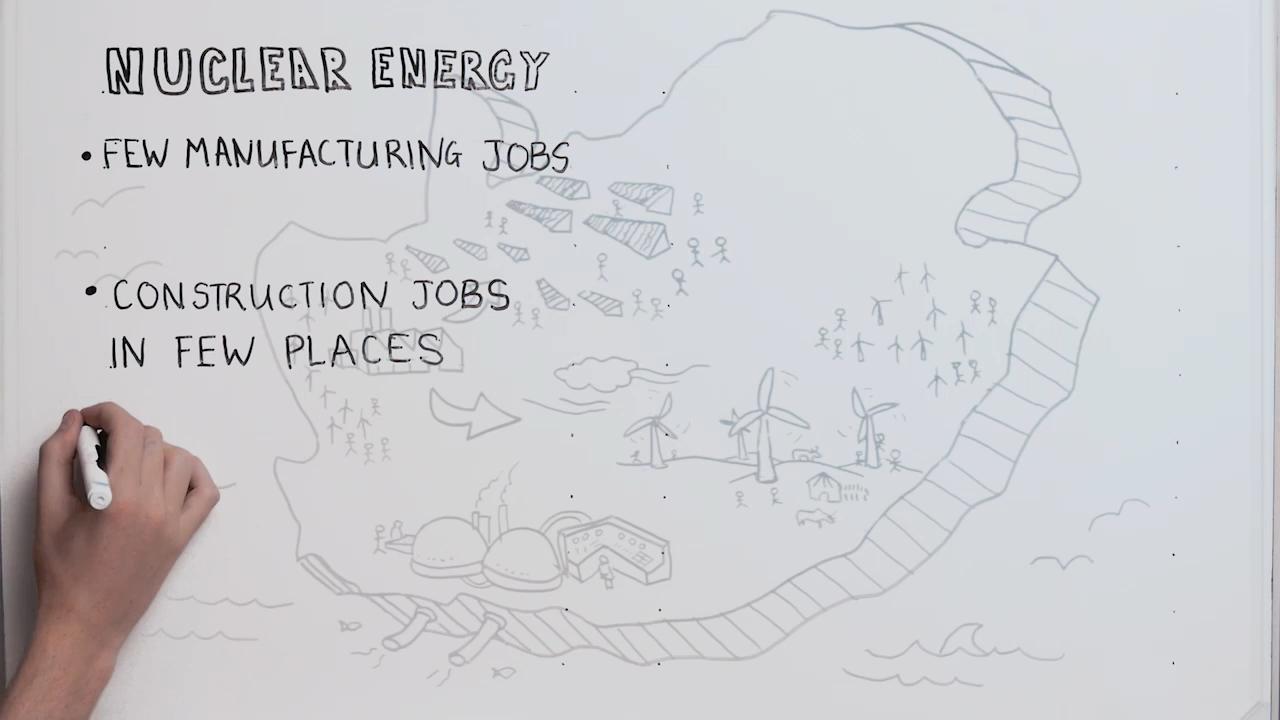 NUCLEAR ENERGY
• FEW MANUFACTURING JOBS
• CONSTRUCTION JOBS
IN FEW PLACES